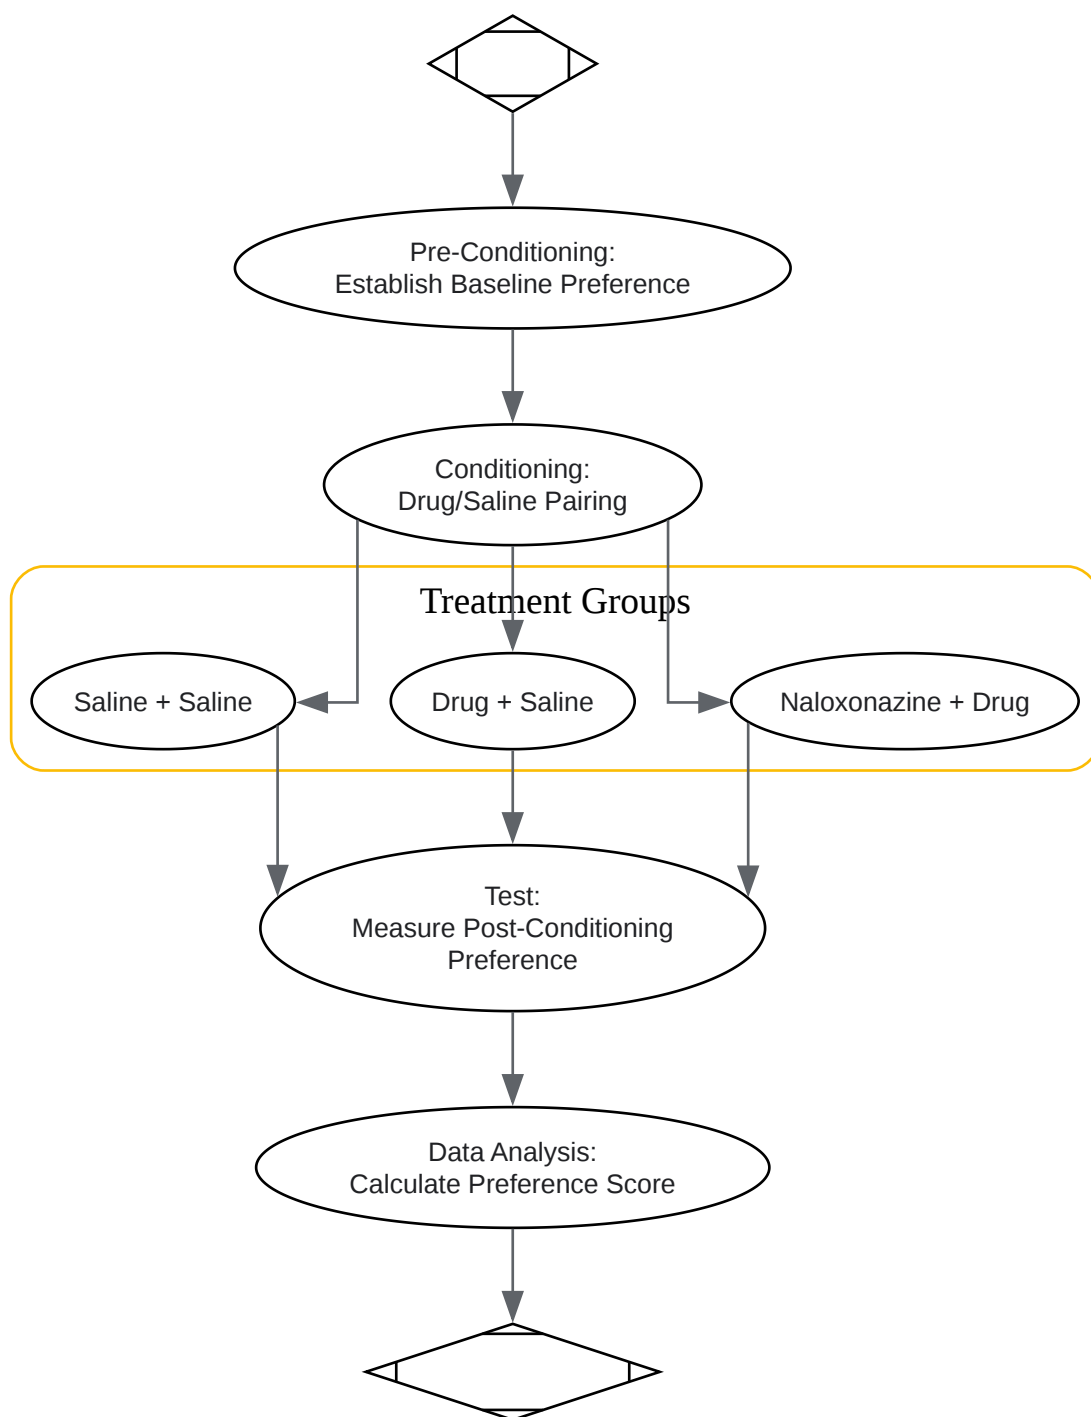 Pre-Conditioning:
Establish Baseline Preference
Conditioning:
Drug/Saline Pairing
Treatment Groups
Saline + Saline
Drug + Saline
Naloxonazine + Drug
Test:
Measure Post-Conditioning
Preference
Data Analysis:
Calculate Preference Score